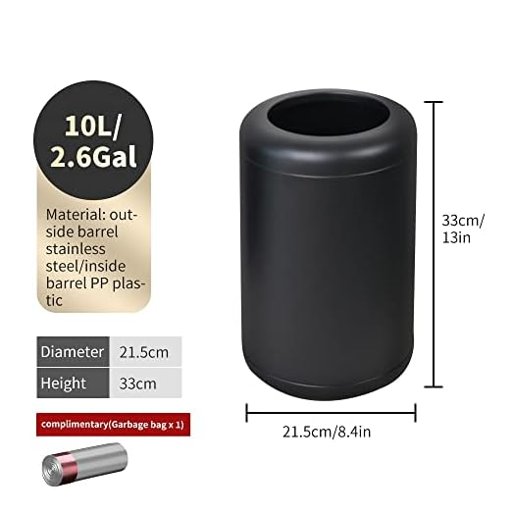 10L/
2.6Gal
Material: out-
side barrel
stainless
steel/inside
barrel PP plas-
tic
33cm/
13in
Diameter 21.5cm
Height 33cm
complimentary(Garbage bag x 1)
21.5cm/8.4in